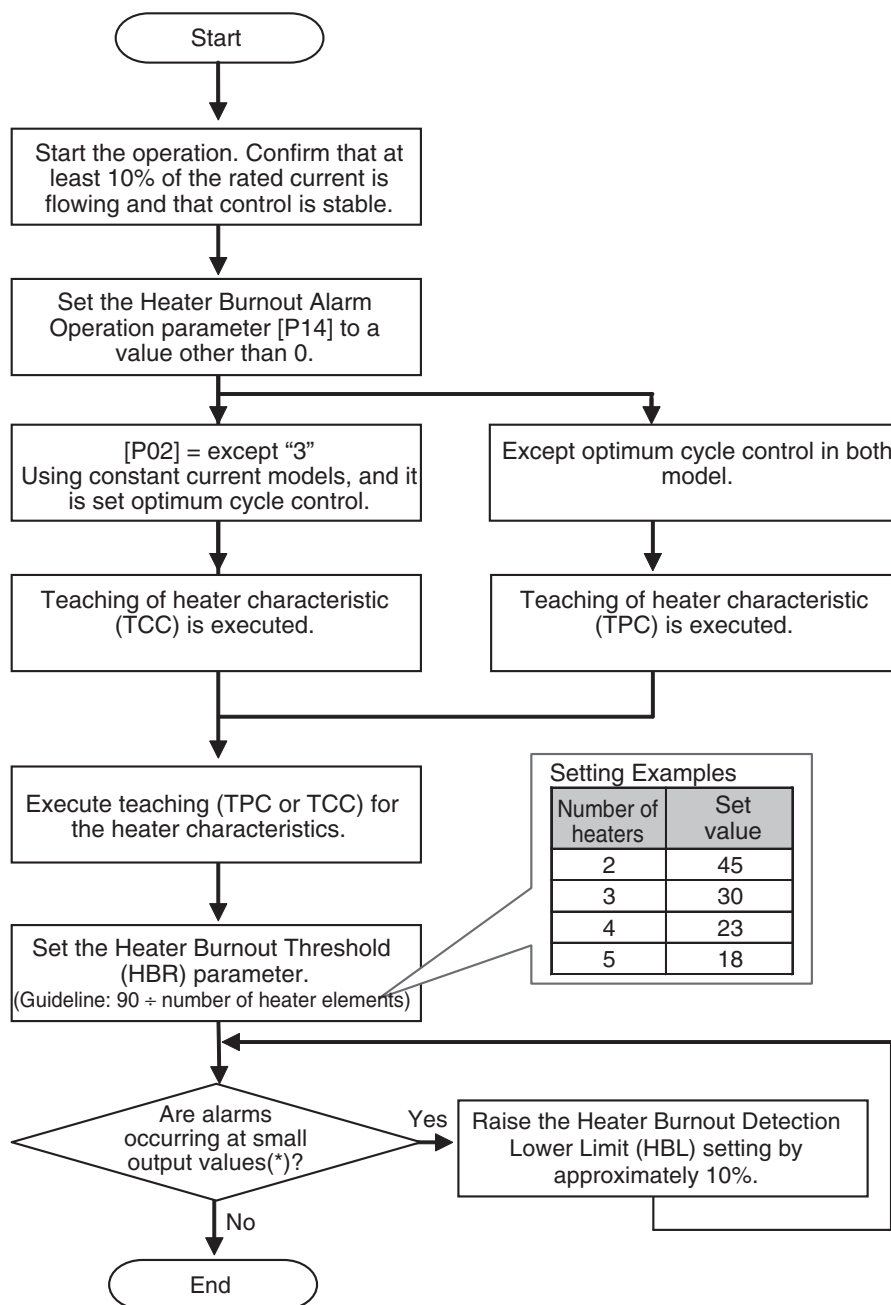 Start
Start the operation. Confirm that at
least 10% of the rated current is
flowing and that control is stable.
Set the Heater Burnout Alarm
Operation parameter [P14] to a
value other than 0.
[P02] = except “3”
Using constant current models, and it
is set optimum cycle control.
Except optimum cycle control in both
model.
Teaching of heater characteristic
(TCC) is executed.
Teaching of heater characteristic
(TPC) is executed.
Execute teaching (TPC or TCC) for
the heater characteristics.
Setting Examples
Number of
heaters
Set
value
2 45
3 30
4 23
5 18
Set the Heater Burnout Threshold
(HBR) parameter.
(Guideline: 90 ÷ number of heater elements)
Are alarms
occurring at small
output values(*)?
Yes
Raise the Heater Burnout Detection
Lower Limit (HBL) setting by
approximately 10%.
No
End